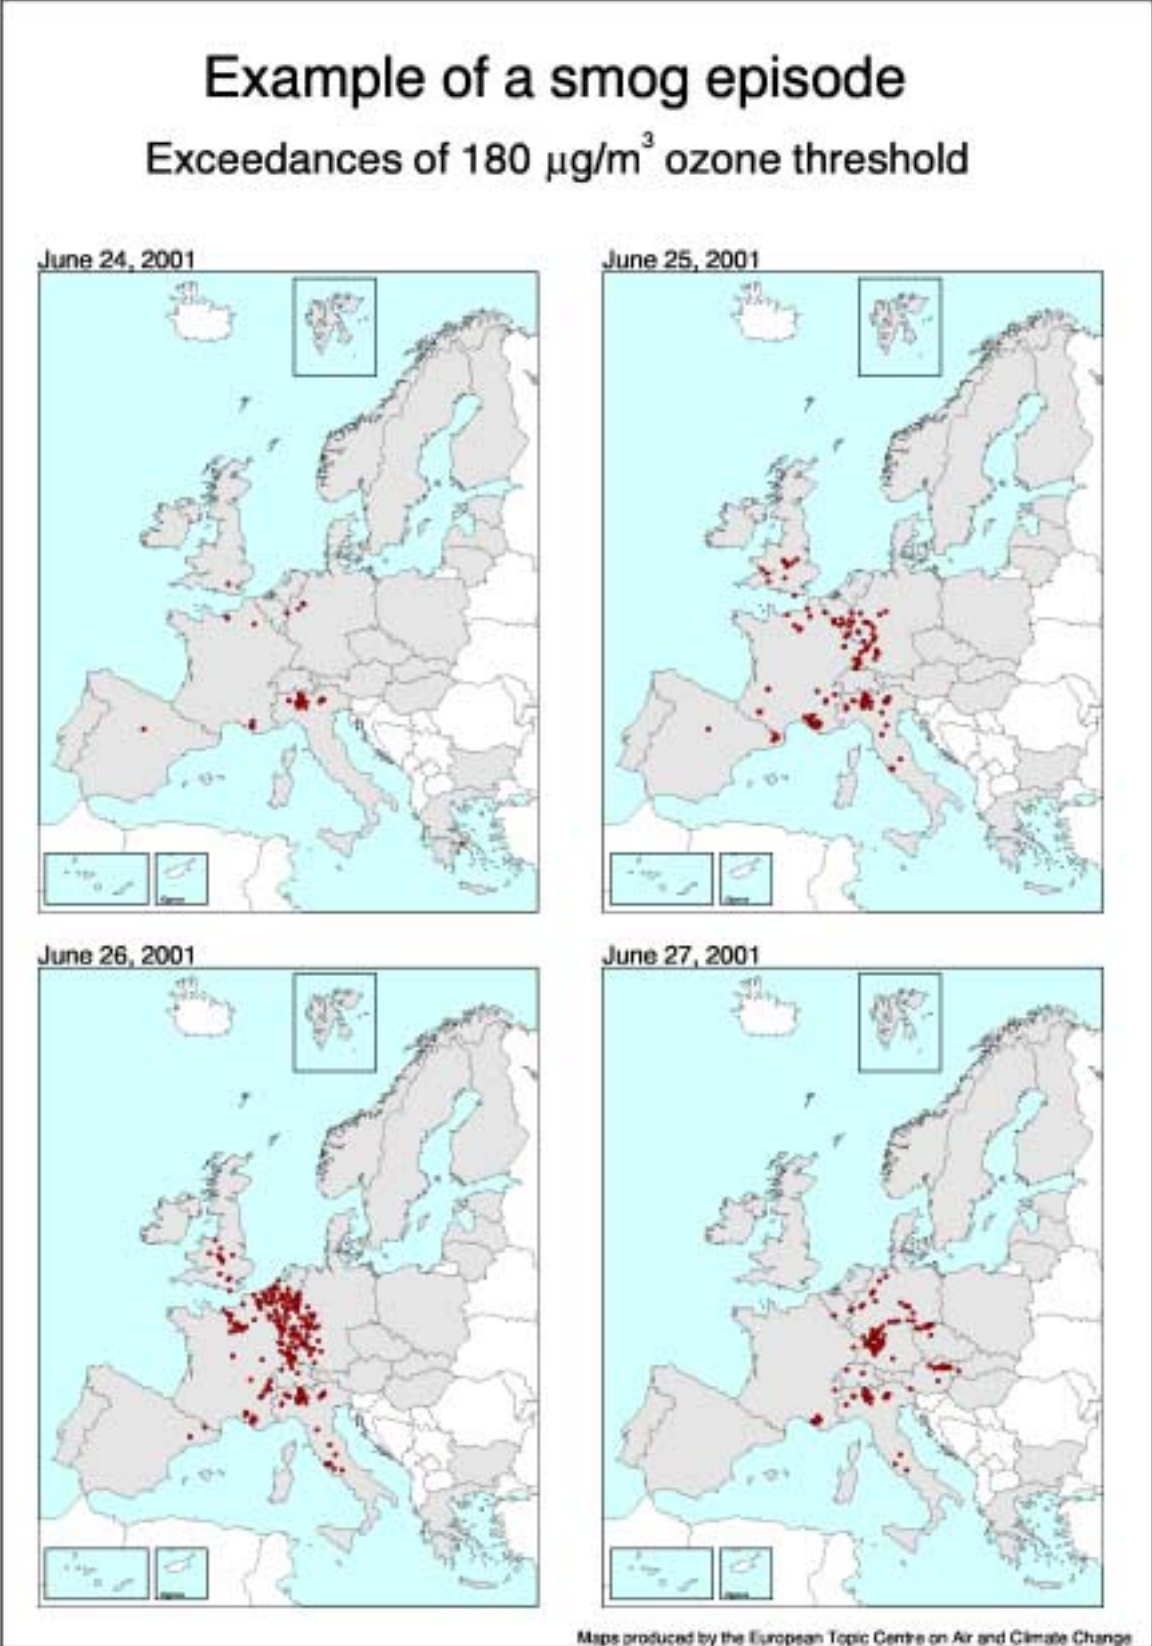 Example of a smog episode
Exceedances of 180 μg/m³ ozone threshold
June 24, 2001
June 25, 2001
June 26, 2001
June 27, 2001
Maps produced by the European Topic Centre on Air and Climate Change